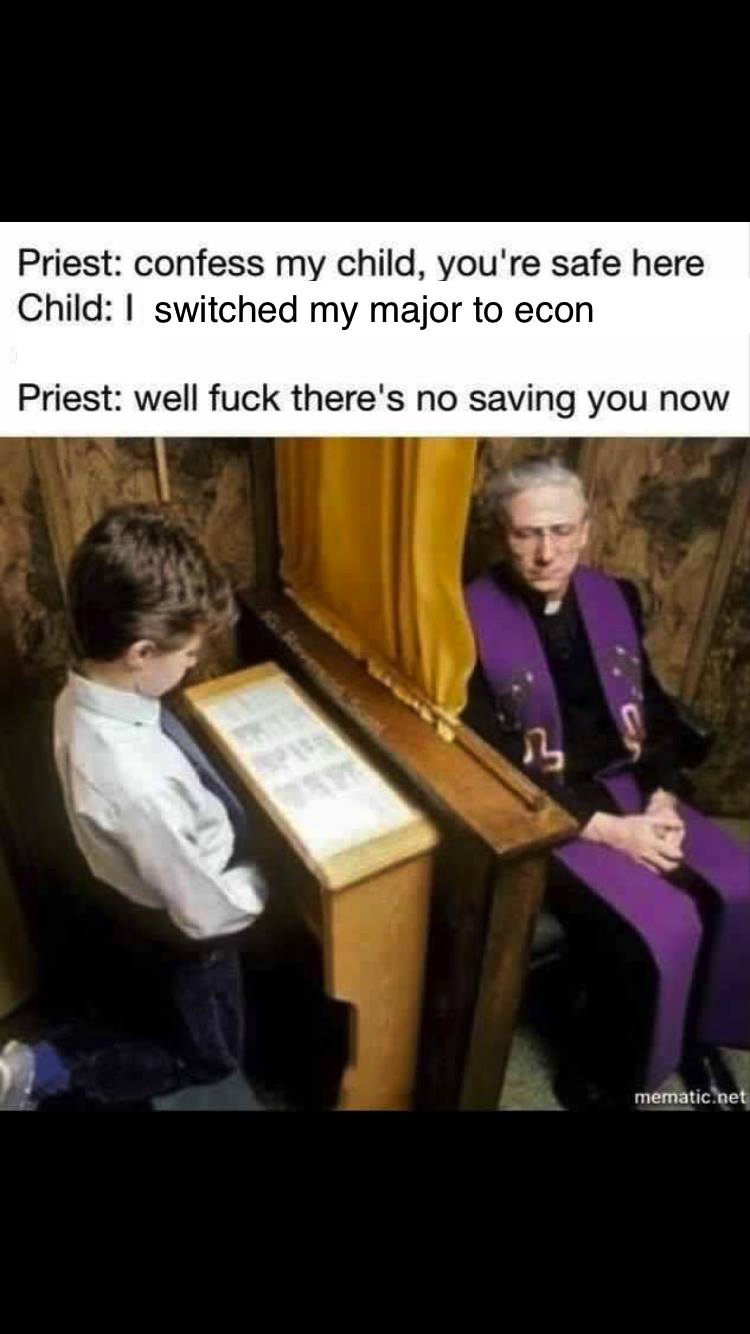 Priest: confess my child, you're safe here
Child: I switched my major to econ
Priest: well fuck there's no saving you now
mematic.net